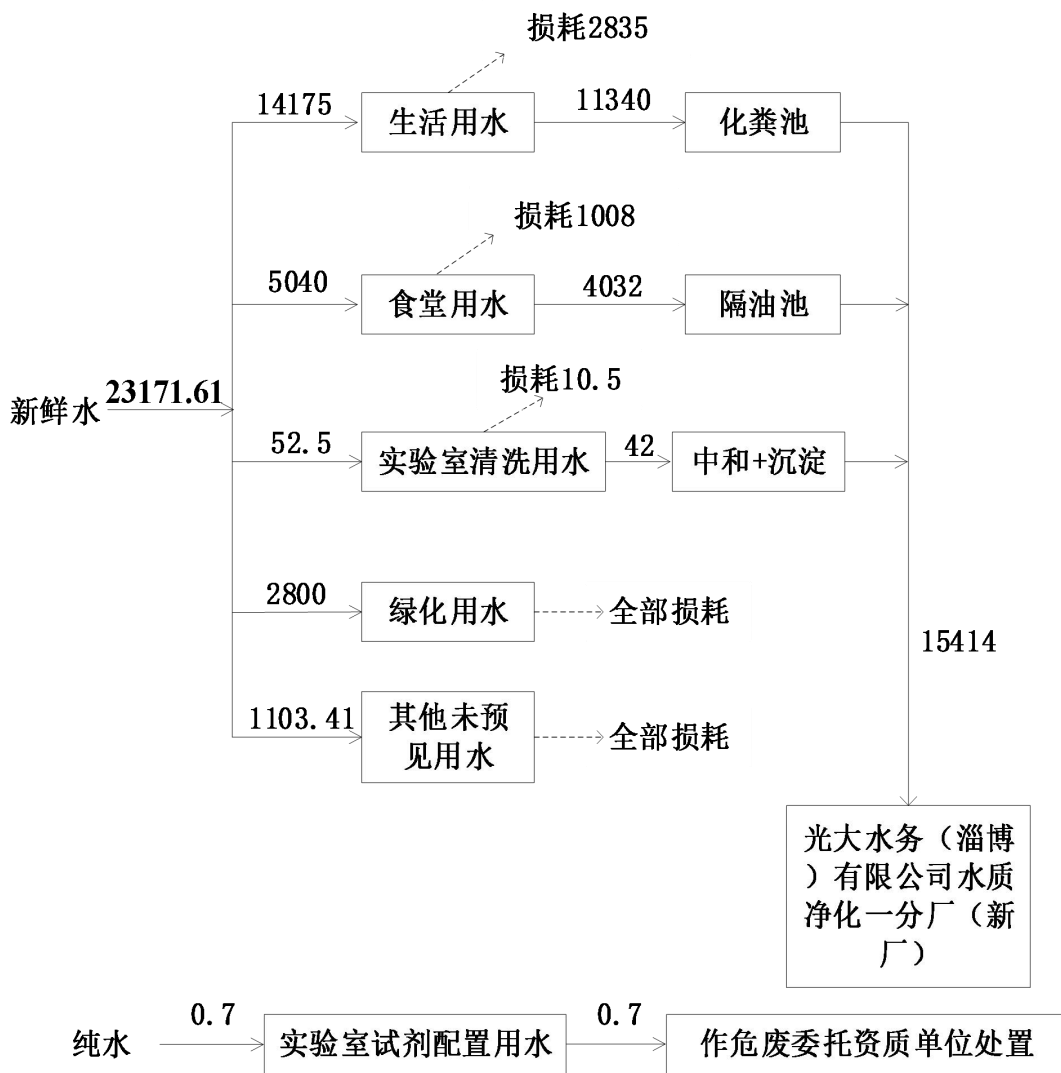 损耗2835
14175
生活用水
11340
化粪池
损耗1008
5040
食堂用水
4032
隔油池
新鲜水
23171.61
损耗10.5
52.5
实验室清洗用水
42
中和+沉淀
2800
绿化用水
全部损耗
15414
1103.41
其他未预
见用水
全部损耗
光大水务（淄博
）有限公司水质
净化一分厂（新
厂）
纯水
0.7
实验室试剂配置用水
0.7
作危废委托资质单位处置